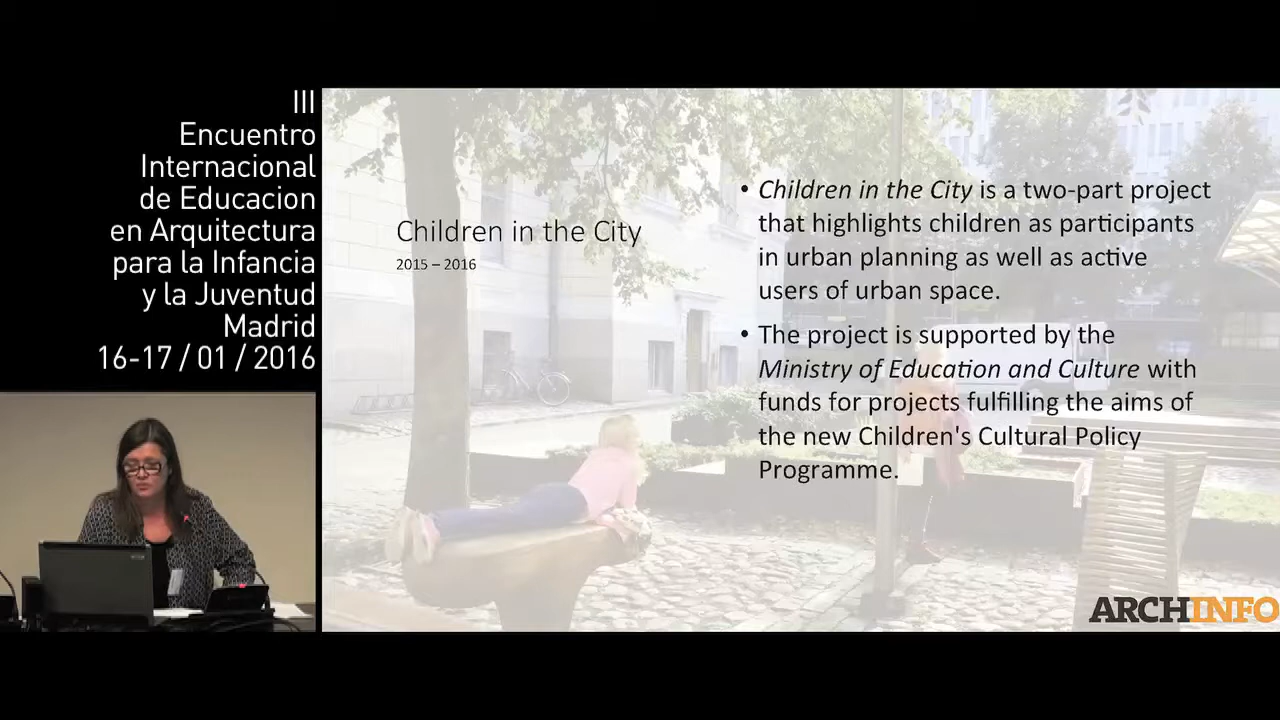 III
Encuentro
Internacional
de Educacion
en Arquitectura
para la Infancia
y la Juventud
Madrid
16-17 / 01 / 2016
Children in the City
2015 – 2016
• Children in the City is a two-part project
that highlights children as participants
in urban planning as well as active
users of urban space.
• The project is supported by the
Ministry of Education and Culture with
funds for projects fulfilling the aims of
the new Children's Cultural Policy
Programme.
ARCHINFO